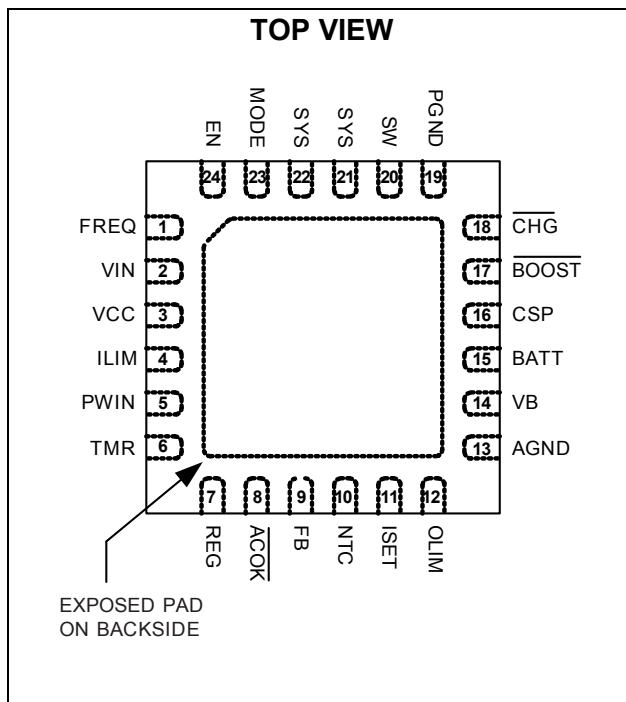 TOP VIEW
EN
MODE
SYS
SYS
SW
PGND
24
23
22
21
20
19
FREQ 1
VIN 2
VCC 3
ILIM 4
PWIN 5
TMR 6
18 CHG
17 BOOST
16 CSP
15 BATT
14 VB
13 AGND
7
8
9
10
11
12
REG
ACOK
FB
NTC
ISET
OLIM
EXPOSED PAD
ON BACKSIDE